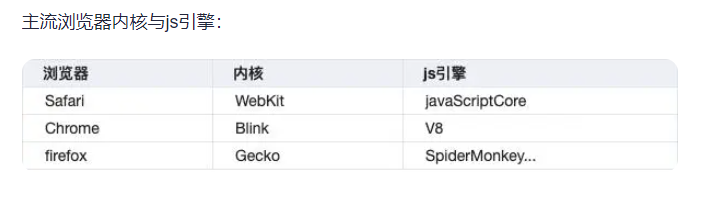 主流浏览器内核与js引擎：
浏览器 内核 js引擎
Safari WebKit javaScriptCore
Chrome Blink V8
firefox Gecko SpiderMonkey...